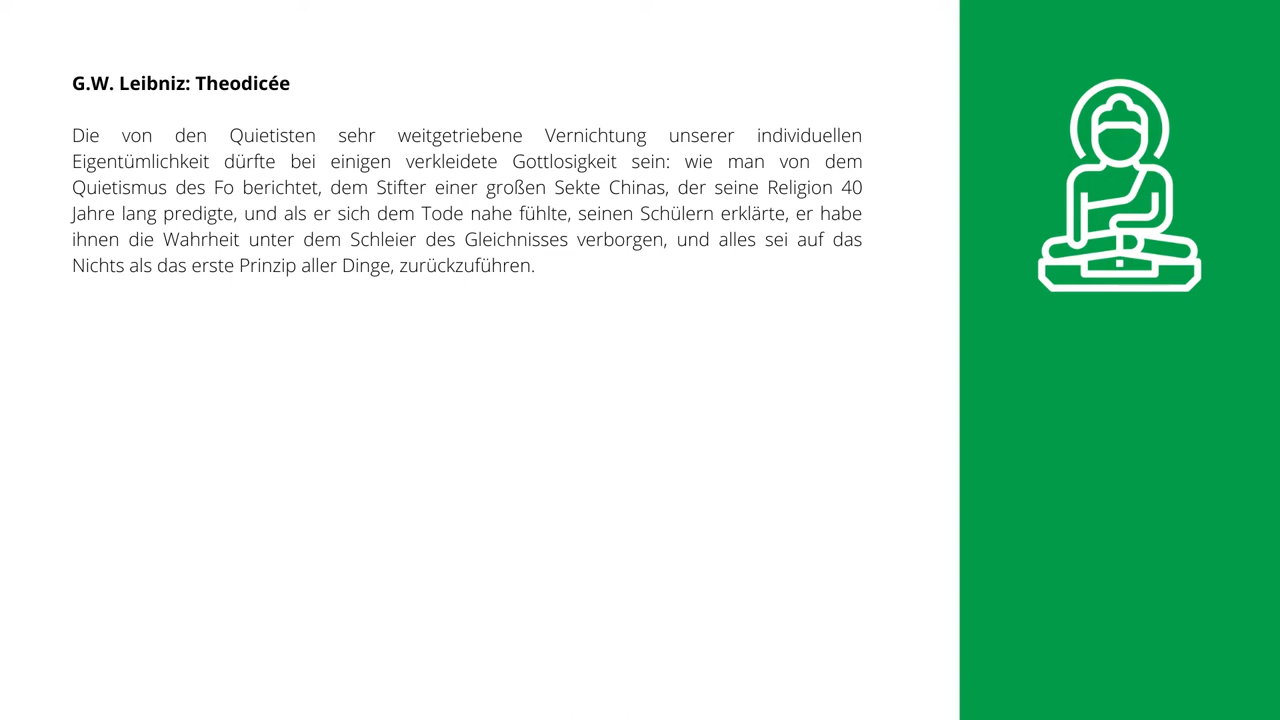 G.W. Leibniz: Theodicée
Die von den Quietisten sehr weitgetriebene Vernichtung unserer individuellen
Eigentümlichkeit dürfte bei einigen verkleidete Gottlosigkeit sein: wie man von dem
Quietismus des Fo berichtet, dem Stifter einer großen Sekte Chinas, der seine Religion 40
Jahre lang predigte, und als er sich dem Tode nahe fühlte, seinen Schülern erklärte, er habe
ihnen die Wahrheit unter dem Schleier des Gleichnisses verborgen, und alles sei auf das
Nichts als das erste Prinzip aller Dinge, zurückzuführen.